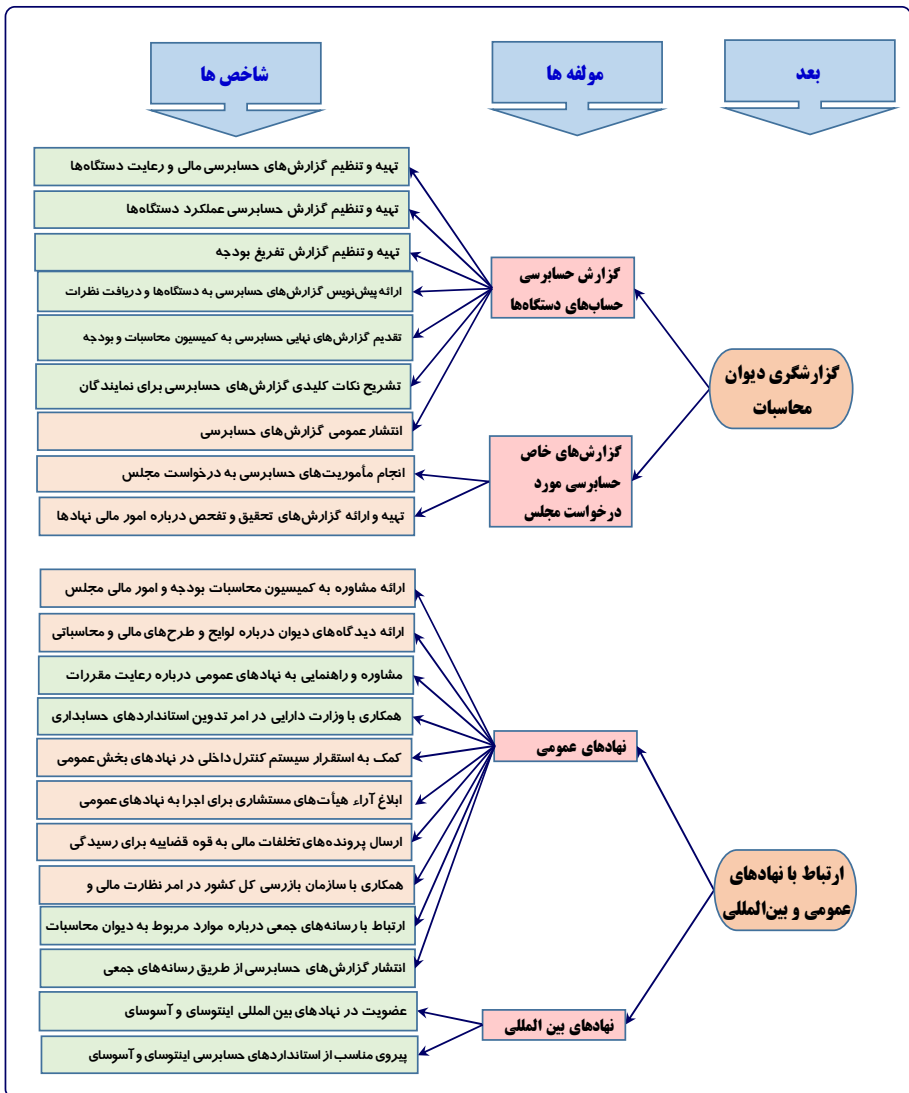 بعد
مولفه ها
شاخص ها
گزارشگری دیوان
محاسبات
گزارش حسابرسی
حساب‌های دستگاه‌ها
تهیه و تنظیم گزارش‌های حسابرسی مالی و رعایت دستگاه‌ها
تهیه و تنظیم گزارش حسابرسی عملکرد دستگاه‌ها
تهیه و تنظیم گزارش تفریغ بودجه
ارائه پیش‌نویس گزارش‌های حسابرسی به دستگاه‌ها و دریافت نظرات
تقدیم گزارش‌های نهایی حسابرسی به کمیسیون محاسبات و بودجه
تشریح نکات کلیدی گزارش‌های حسابرسی برای نمایندگان
انتشار عمومی گزارش‌های حسابرسی
گزارش‌های خاص
حسابرسی مورد
درخواست مجلس
انجام مأموریت‌های حسابرسی به درخواست مجلس
تهیه و ارائه گزارش‌های تحقیق و تفحص درباره امور مالی نهادها
ارتباط با نهادهای
عمومی و بین‌المللی
نهادهای عمومی
ارائه مشاوره به کمیسیون محاسبات بودجه و امور مالی مجلس
ارائه دیدگاه‌های دیوان درباره لوایح و طرح‌های مالی و محاسباتی
مشاوره و راهنمایی به نهادهای عمومی درباره رعایت مقررات
همکاری با وزارت دارایی در امر تدوین استانداردهای حسابداری
کمک به استقرار سیستم کنترل داخلی در نهادهای بخش عمومی
ابلاغ آراء هیأت‌های مستشاری برای اجرا به نهادهای عمومی
ارسال پرونده‌های تخلفات مالی به قوه قضاییه برای رسیدگی
همکاری با سازمان بازرسی کل کشور در امر نظارت مالی و
ارتباط با رسانه‌های جمعی درباره موارد مربوط به دیوان محاسبات
انتشار گزارش‌های حسابرسی از طریق رسانه‌های جمعی
نهادهای بین المللی
عضویت در نهادهای بین المللی اینتوسای و آسوسای
پیروی مناسب از استانداردهای حسابرسی اینتوسای و آسوسای